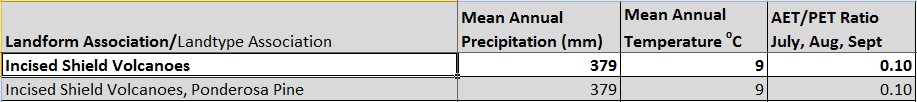 Landform Association/Landtype Association Mean Annual Precipitation (mm) Mean Annual Temperature °C AET/PET Ratio July, Aug, Sept
Incised Shield Volcanoes 379 9 0.10
Incised Shield Volcanoes, Ponderosa Pine 379 9 0.10